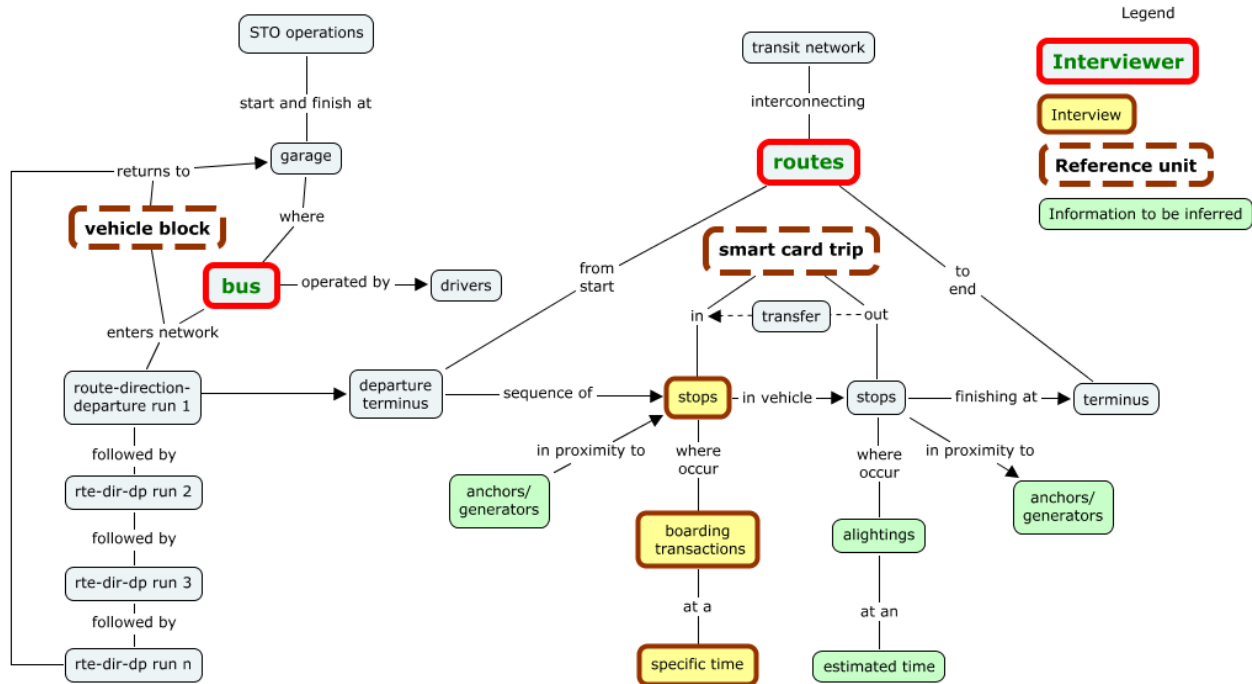 Legend
STO operations
transit network
Interviewer
start and finish at
interconnecting
Interview
returns to
garage
routes
Reference unit
vehicle block
where
Information to be inferred
smart card trip
bus
operated by
drivers
from
start
to
end
enters network
in
transfer
out
route-direction-
departure run 1
departure
terminus
sequence of
stops
in vehicle
stops
finishing at
terminus
followed by
in proximity to
where
occur
where
occur
in proximity to
rte-dir-dp run 2
anchors/
generators
anchors/
generators
followed by
boarding
transactions
alightings
rte-dir-dp run 3
at a
at an
followed by
rte-dir-dp run n
specific time
estimated time